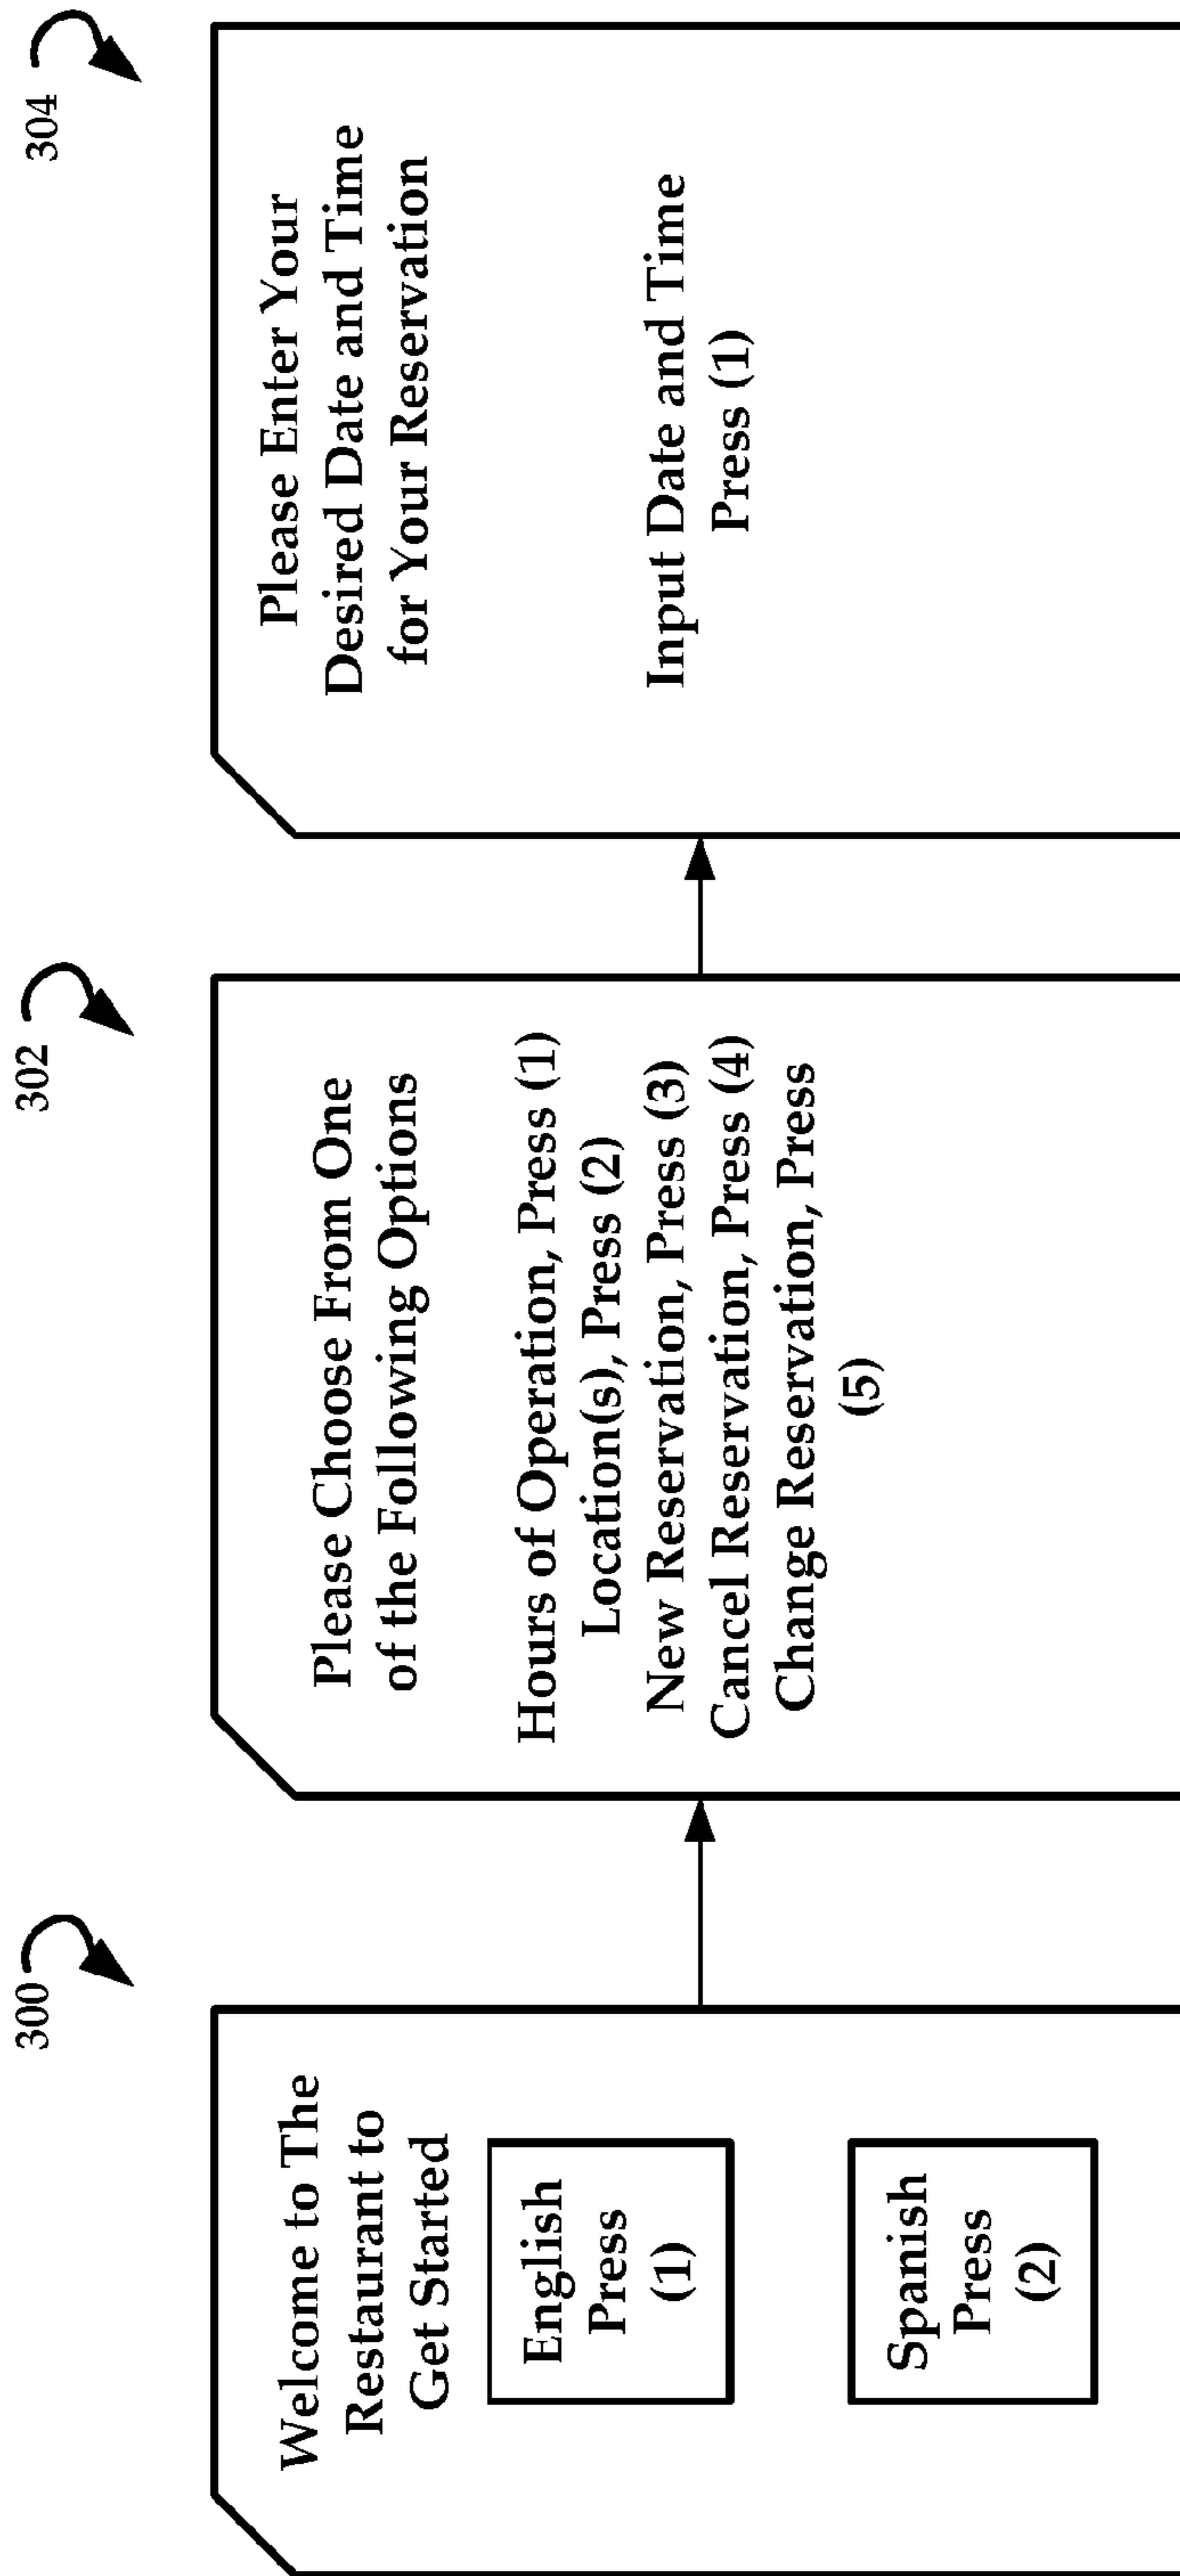 300
Welcome to The
Restaurant to
Get Started
English
Press
(1)
Spanish
Press
(2)
302
Please Choose From One
of the Following Options
Hours of Operation, Press (1)
Location(s), Press (2)
New Reservation, Press (3)
Cancel Reservation, Press (4)
Change Reservation, Press
(5)
304
Please Enter Your
Desired Date and Time
for Your Reservation
Input Date and Time
Press (1)